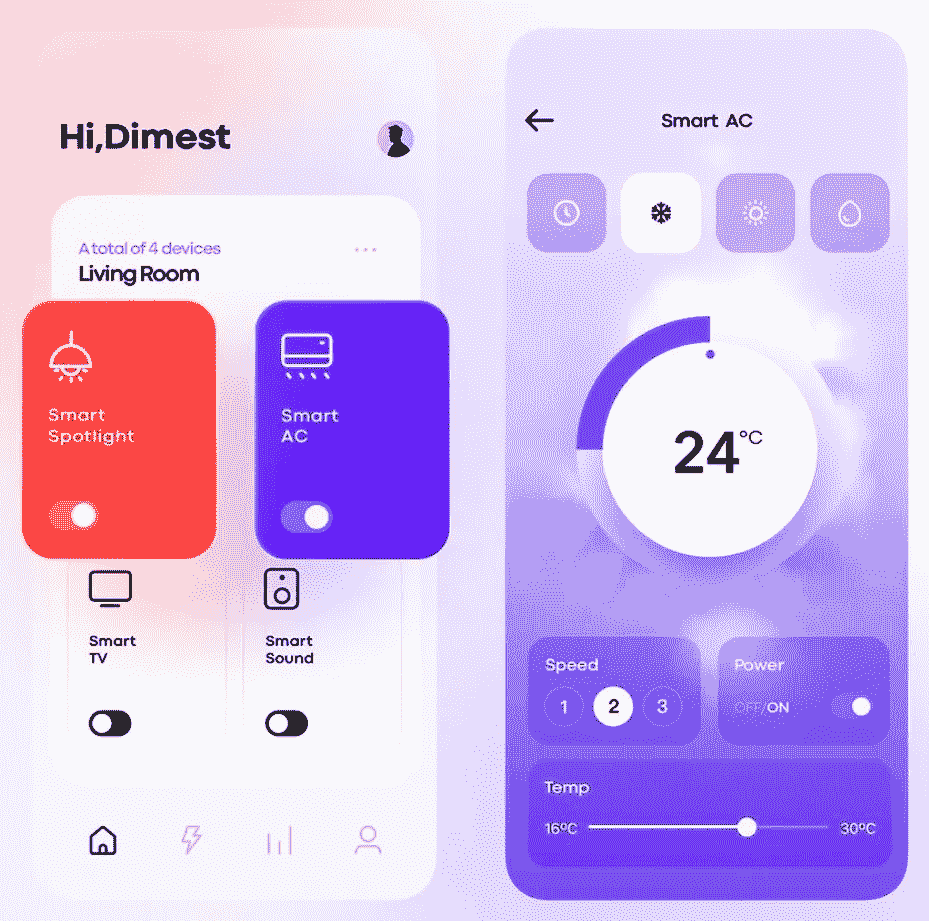 Hi,Dimest
A total of 4 devices
Living Room
Smart
Spotlight
Smart
AC
Smart
TV
Smart
Sound
Smart AC
24°C
Speed
1 2 3
Power
OFF/ON
Temp
16ºC
30ºC